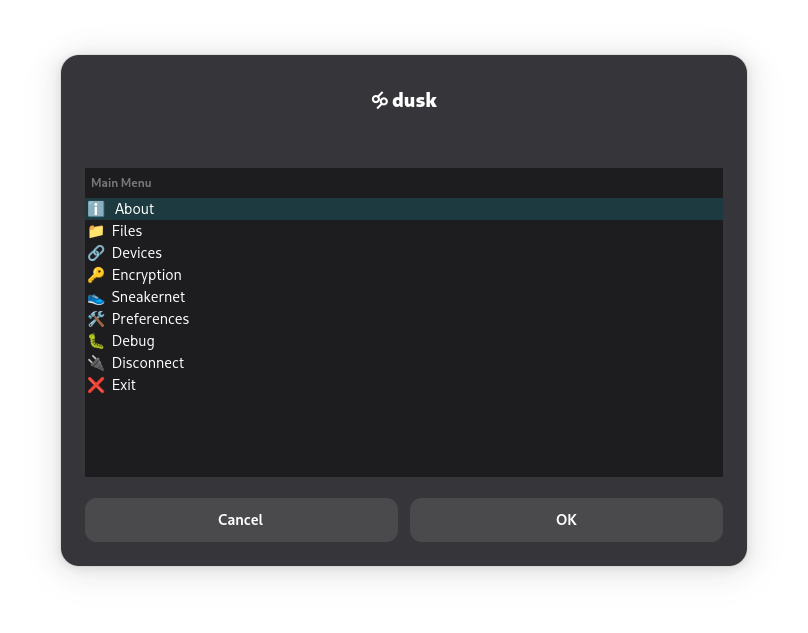 dusk
Main Menu
ℹ️ About
📁 Files
🔗 Devices
🔑 Encryption
👟 Sneakernet
🛠️ Preferences
🐛 Debug
🔌 Disconnect
❌ Exit
Cancel
OK